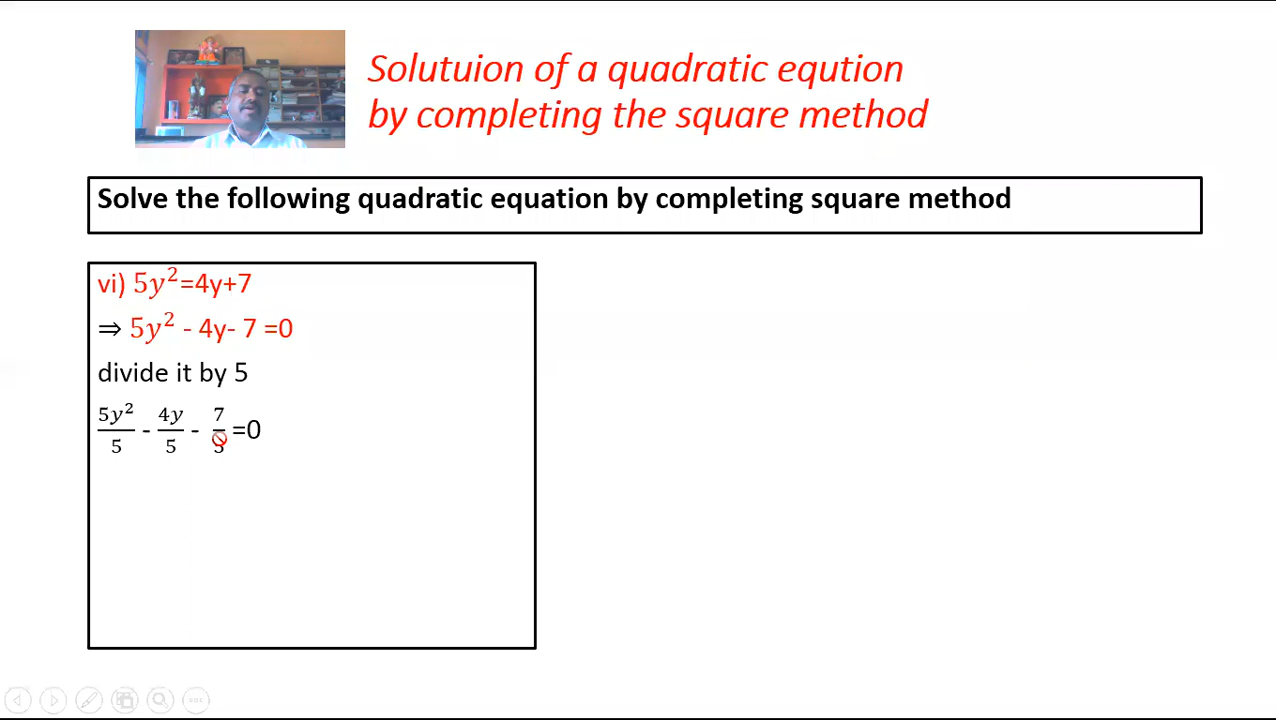 Solutuion of a quadratic eqution
by completing the square method
Solve the following quadratic equation by completing square method
vi) 5y²=4y+7
⇒ 5y² - 4y- 7 =0
divide it by 5
5y²/5 - 4y/5 - 7/5 =0